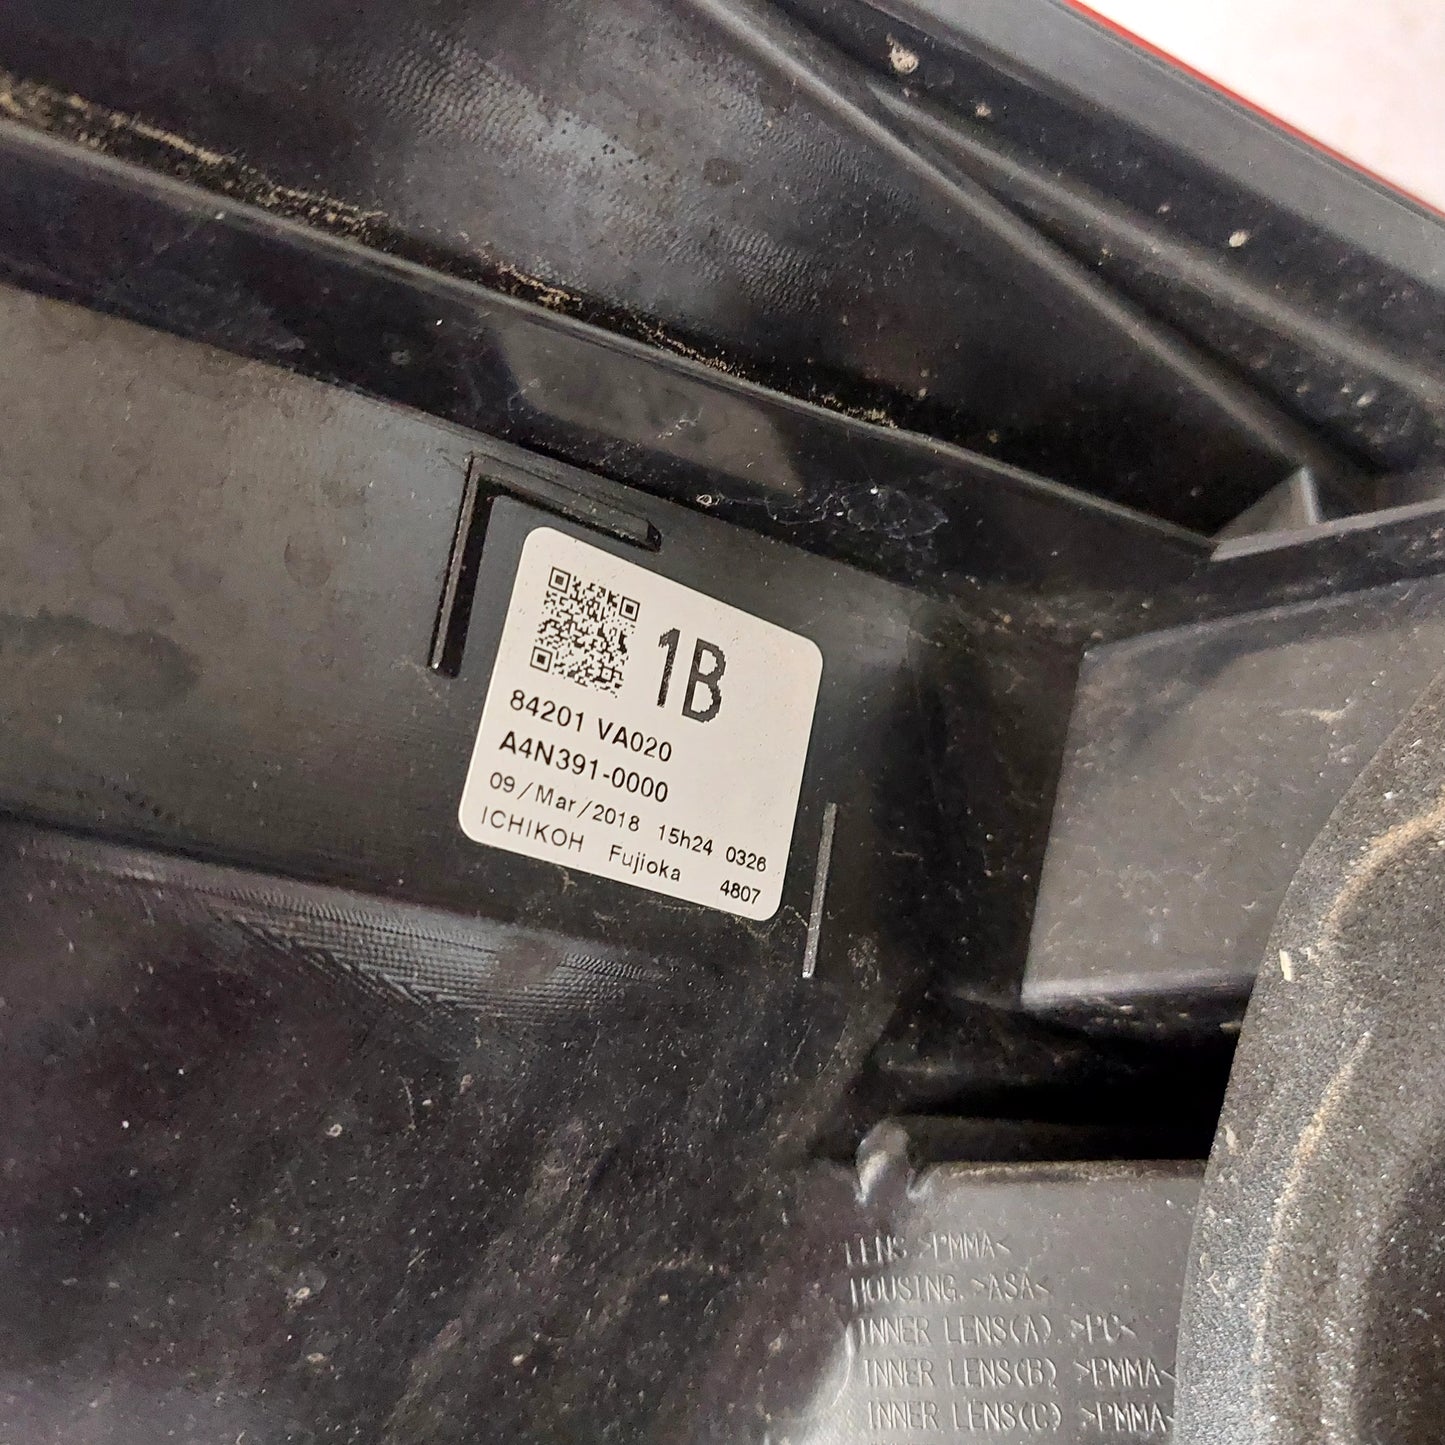 1B
84201 VA020
A4N391-0000
09/Mar/2018 15h24 0326
ICHIKOH Fujioka 4807
LENS >PMMA<
HOUSING >ASA<
INNER LENS(A) >PC<
INNER LENS(B) >PMMA<
INNER LENS(C) >PMMA<